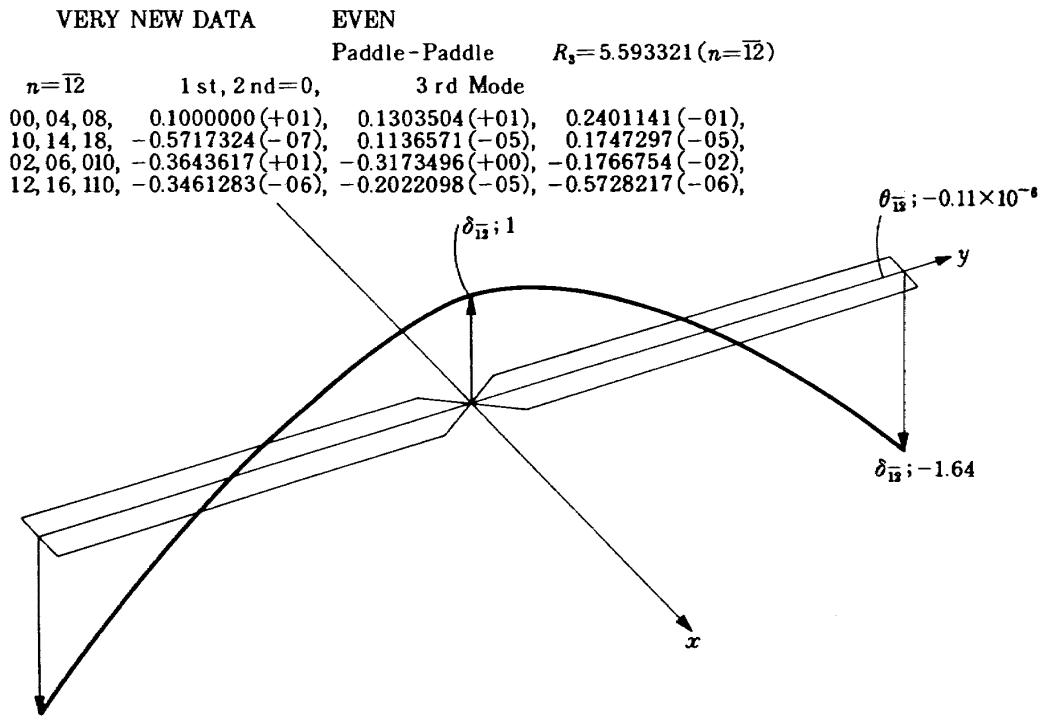 VERY NEW DATA EVEN
Paddle-Paddle R₃=5.593321(n=1̅2̅)
n=1̅2̅ 1st, 2nd=0, 3rd Mode
00, 04, 08, 0.1000000(+01), 0.1303504(+01), 0.2401141(-01),
10, 14, 18, -0.5717324(-07), 0.1136571(-05), 0.1747297(-05),
02, 06, 010, -0.3643617(+01), -0.3173496(+00), -0.1766754(-02),
12, 16, 110, -0.3461283(-06), -0.2022098(-05), -0.5728217(-06),
θ1̅2̅; -0.11×10⁻⁶
δ1̅2̅; 1
y
δ1̅2̅; -1.64
x